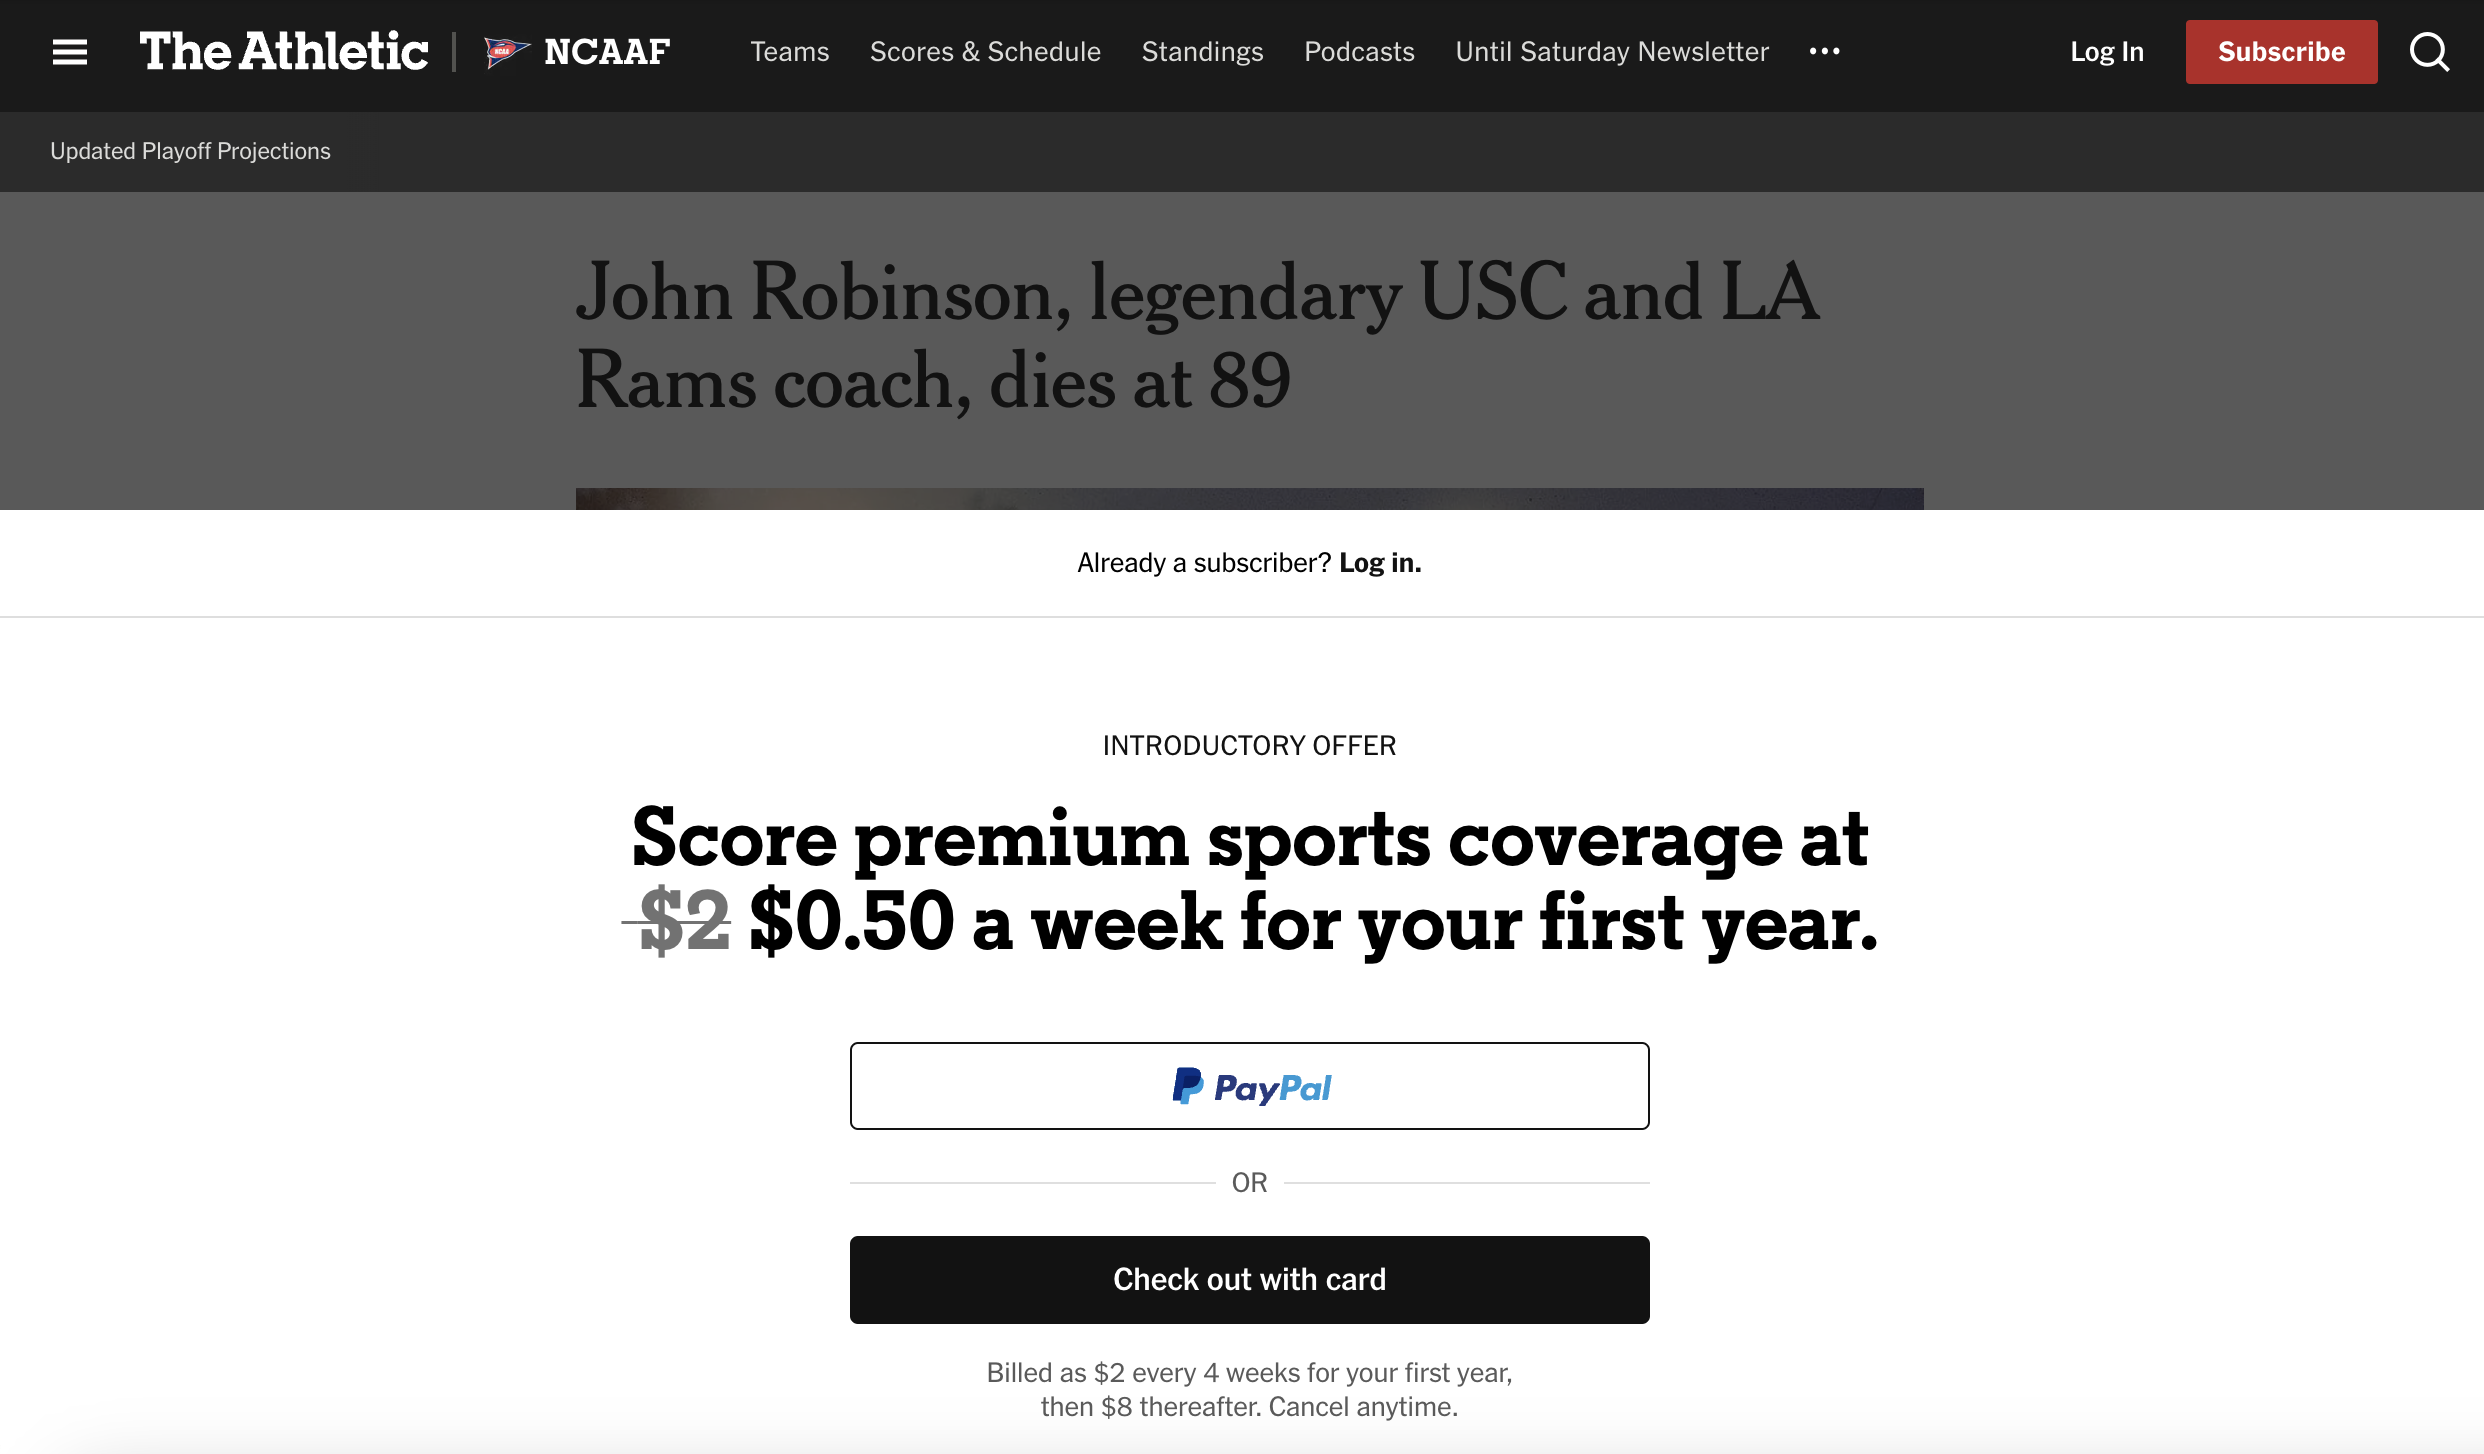 The Athletic | NCAAF Teams Scores & Schedule Standings Podcasts Until Saturday Newsletter ••• Log In Subscribe
Updated Playoff Projections
John Robinson, legendary USC and LA
Rams coach, dies at 89
Already a subscriber? Log in.
INTRODUCTORY OFFER
Score premium sports coverage at
$2 $0.50 a week for your first year.
PayPal
OR
Check out with card
Billed as $2 every 4 weeks for your first year,
then $8 thereafter. Cancel anytime.